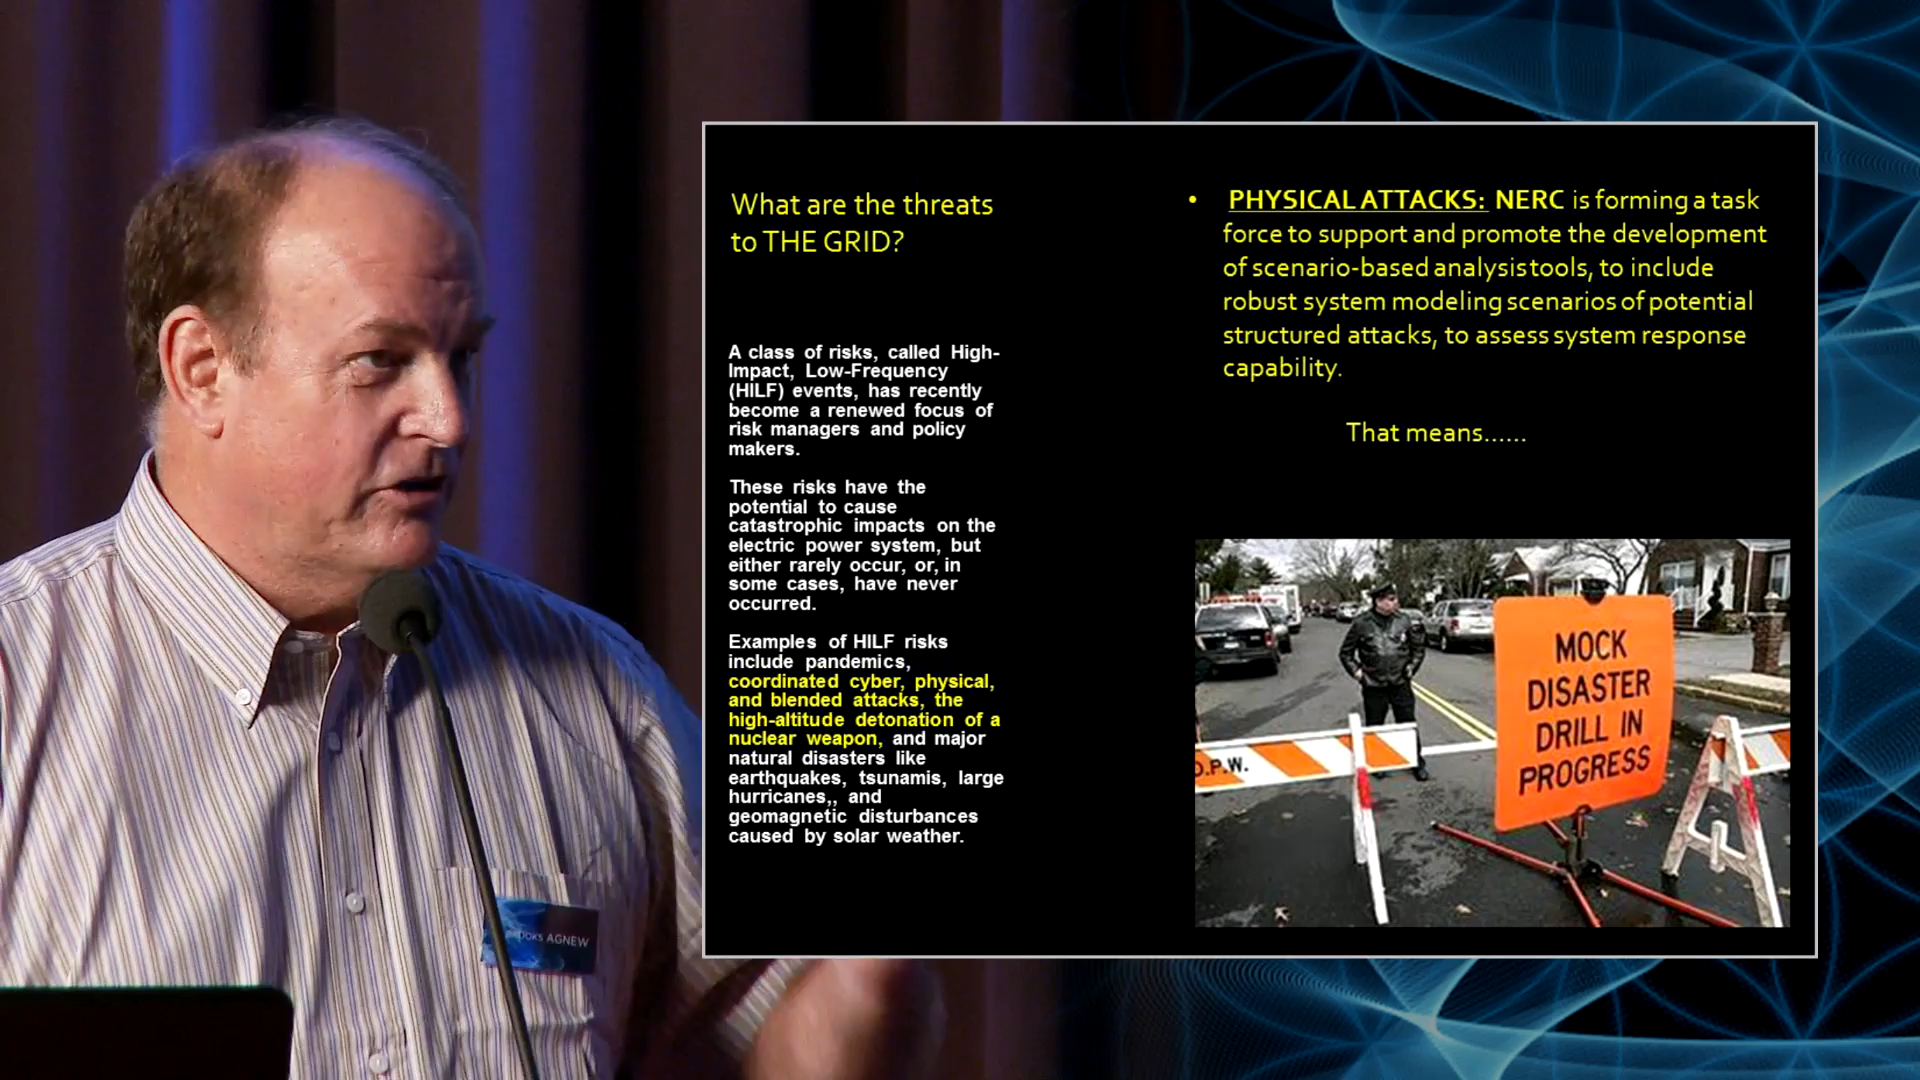 What are the threats
to THE GRID?
A class of risks, called High-
Impact, Low-Frequency
(HILF) events, has recently
become a renewed focus of
risk managers and policy
makers.
These risks have the
potential to cause
catastrophic impacts on the
electric power system, but
either rarely occur, or, in
some cases, have never
occurred.
Examples of HILF risks
include pandemics,
coordinated cyber, physical,
and blended attacks, the
high-altitude detonation of a
nuclear weapon, and major
natural disasters like
earthquakes, tsunamis, large
hurricanes,, and
geomagnetic disturbances
caused by solar weather.
• PHYSICAL ATTACKS: NERC is forming a task
force to support and promote the development
of scenario-based analysis tools, to include
robust system modeling scenarios of potential
structured attacks, to assess system response
capability.
That means......
MOCK
DISASTER
DRILL IN
PROGRESS
D.P.W.
AGNEW